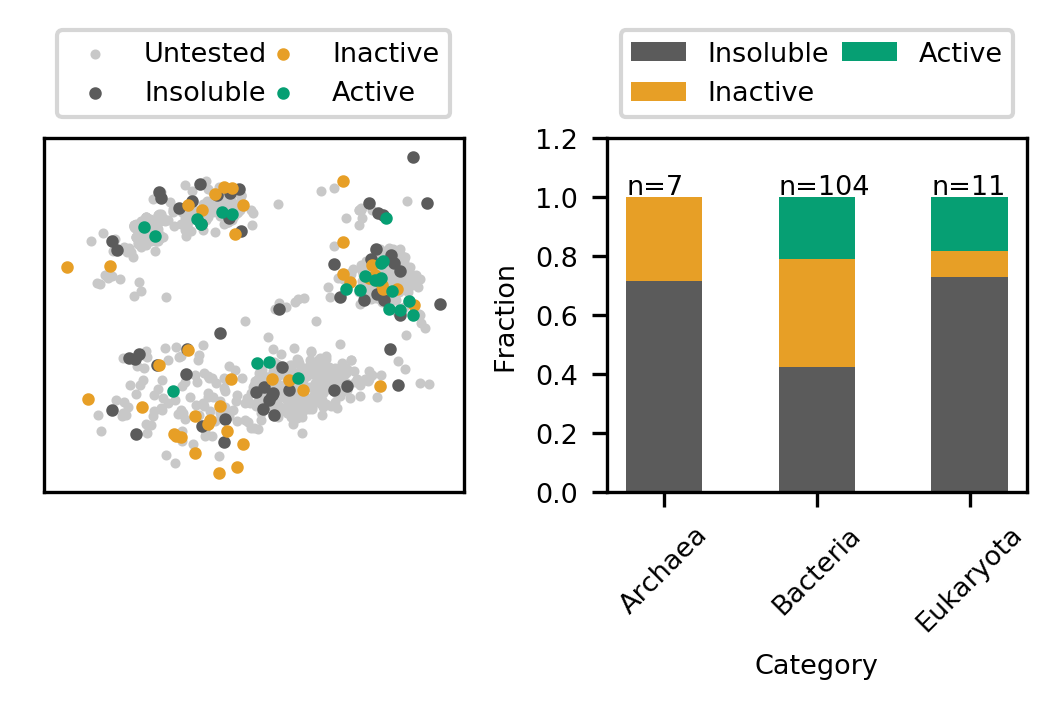 Untested Inactive
Insoluble Active
Insoluble Active
Inactive
1.2
1.0
0.8
0.6
0.4
0.2
0.0
Fraction
n=7 n=104 n=11
Archaea
Bacteria
Eukaryota
Category